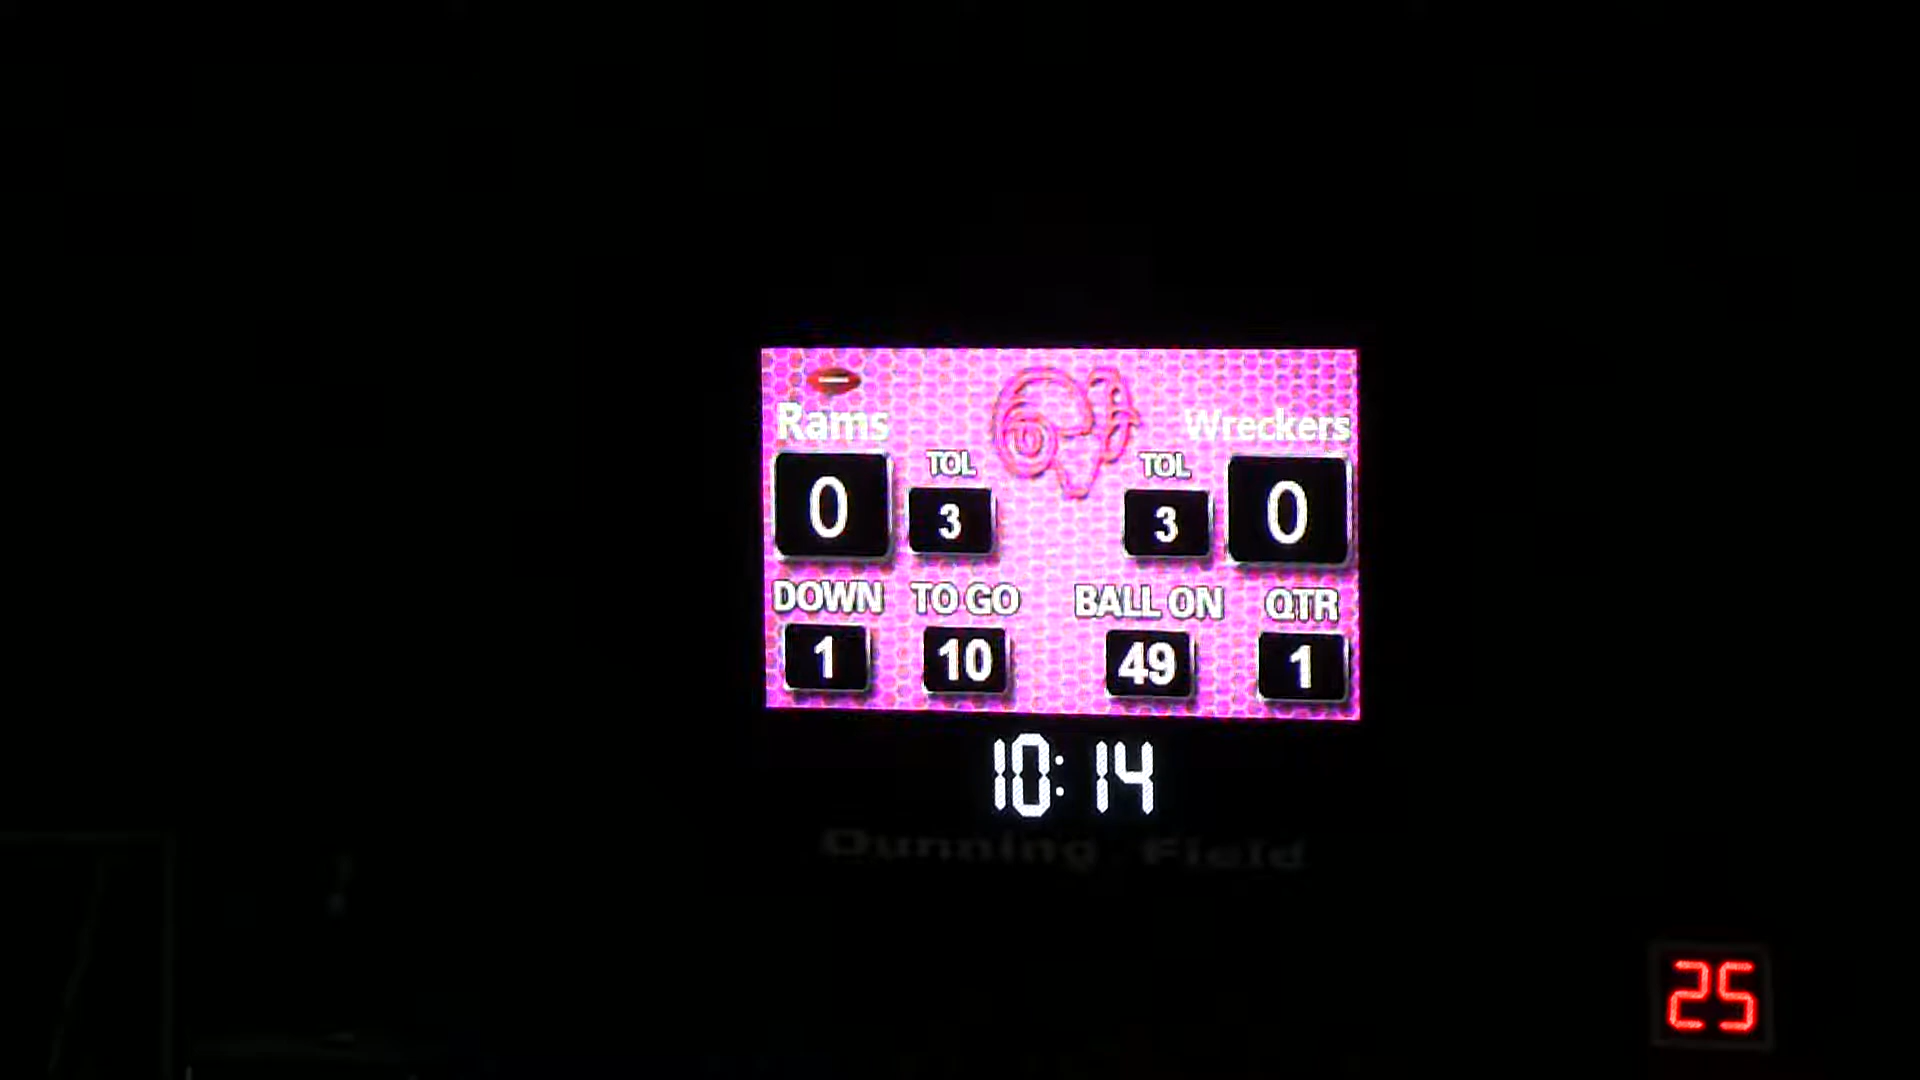 Rams Wreckers
TOL TOL
0 3 3 0
DOWN TO GO BALL ON QTR
1 10 49 1
10:14
Dunning Field
25